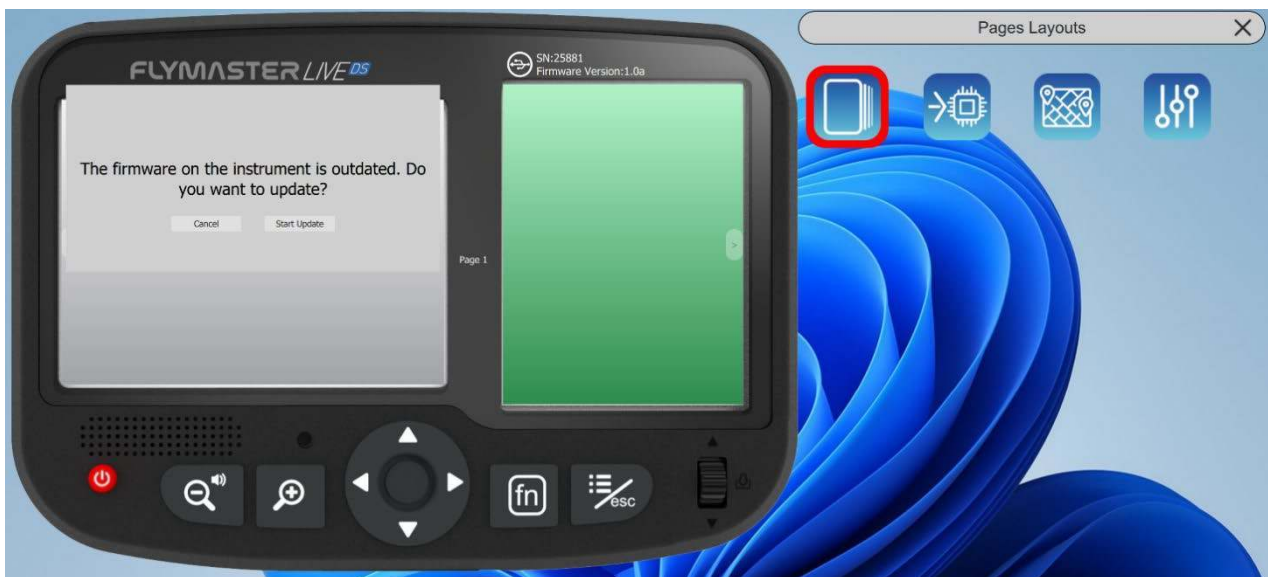 Pages Layouts
FLYMASTER LIVE DS
SN:25881
Firmware Version:1.0a
The firmware on the instrument is outdated. Do
you want to update?
Cancel Start Update
Page 1
>
fn
esc